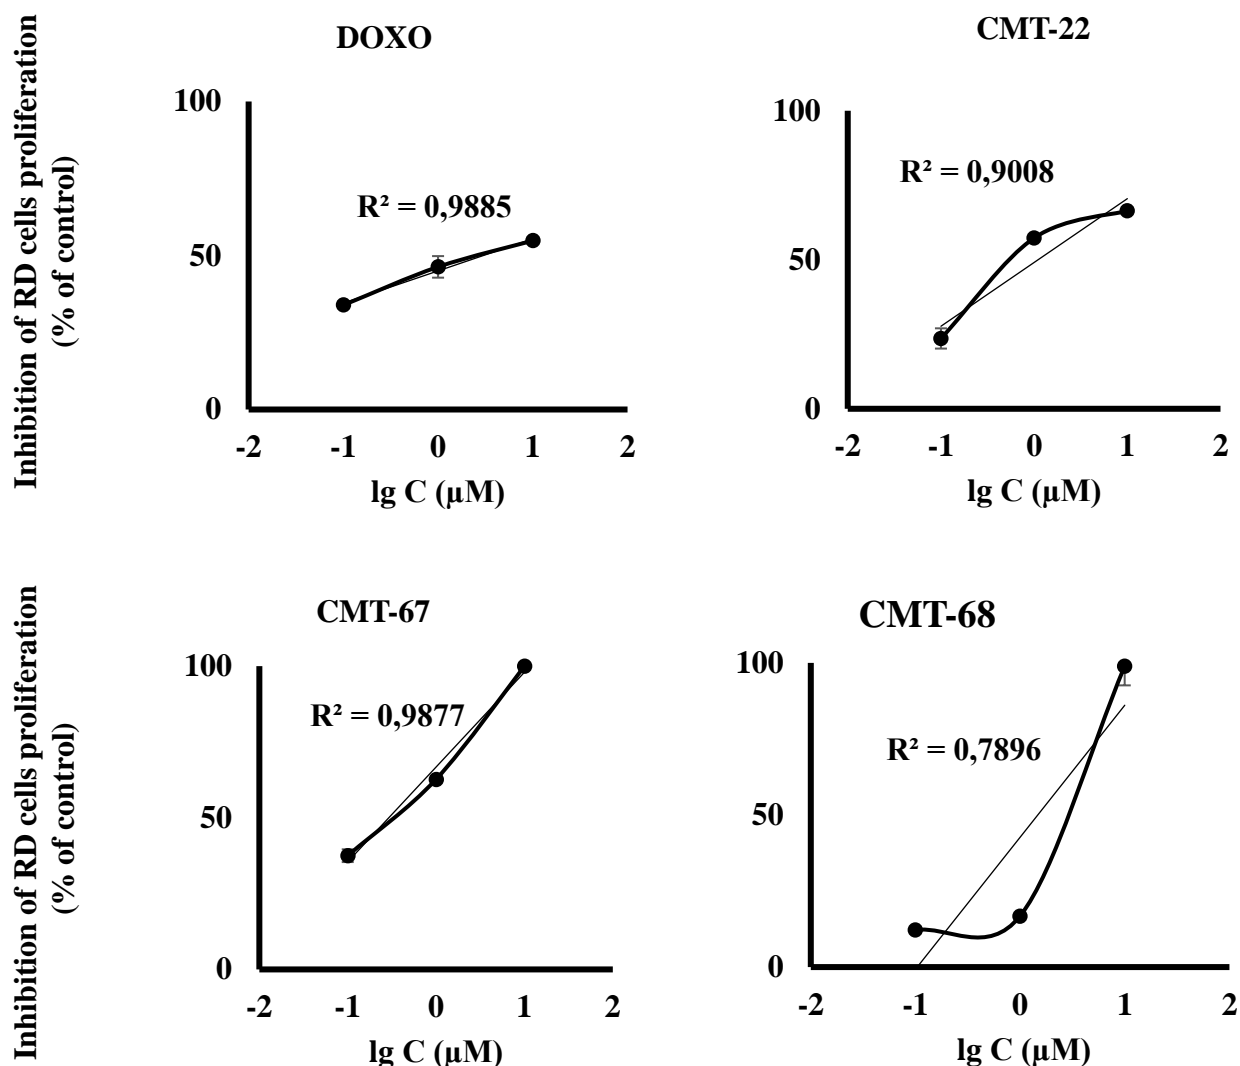 DOXO
Inhibition of RD cells proliferation
(% of control)
100
50
0
R² = 0,9885
-2 -1 0 1 2
lg C (µM)
CMT-22
100
50
0
R² = 0,9008
-2 -1 0 1 2
lg C (µM)
CMT-67
Inhibition of RD cells proliferation
(% of control)
100
50
0
R² = 0,9877
-2 -1 0 1 2
lg C (µM)
CMT-68
100
50
0
R² = 0,7896
-2 -1 0 1 2
lg C (µM)